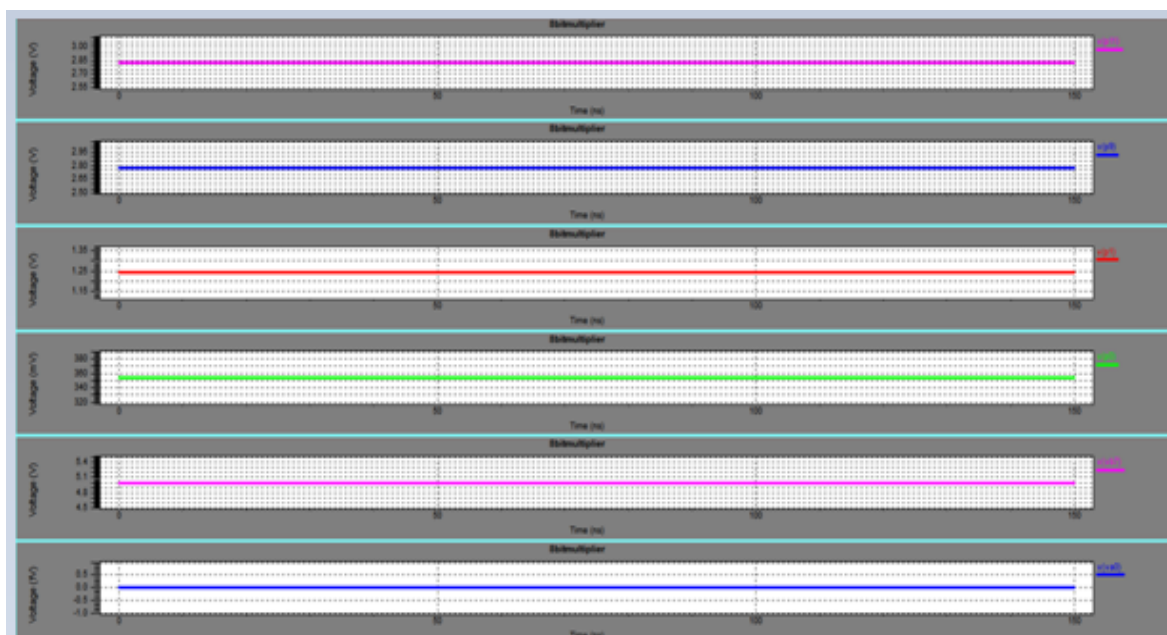 8bitmultiplier
Voltage (V)
3.00
2.85
2.70
2.55
0 50 100 150
Time (ns)
8bitmultiplier
Voltage (V)
2.95
2.80
2.65
2.50
v(p9)
0 50 100 150
Time (ns)
8bitmultiplier
Voltage (V)
1.35
1.25
1.15
0 50 100 150
Time (ns)
8bitmultiplier
Voltage (mV)
380
360
340
320
0 50 100 150
Time (ns)
8bitmultiplier
Voltage (V)
5.4
5.1
4.8
4.5
0 50 100 150
Time (ns)
8bitmultiplier
Voltage (fV)
0.5
0.0
-0.5
-1.0
v(va0)
0 50 100 150
Time (ns)